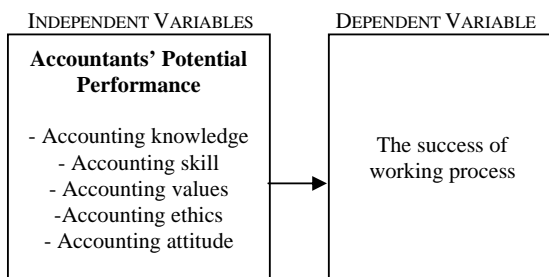 INDEPENDENT VARIABLES
DEPENDENT VARIABLE
Accountants' Potential
Performance
- Accounting knowledge
- Accounting skill
- Accounting values
-Accounting ethics
- Accounting attitude
The success of
working process